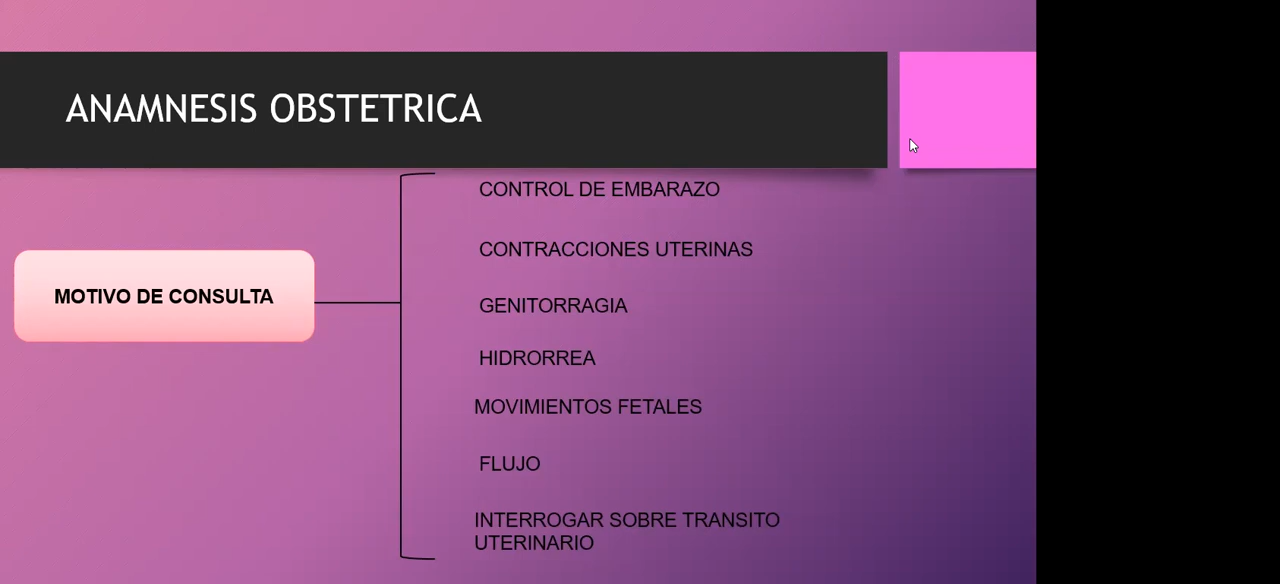 ANAMNESIS OBSTETRICA
MOTIVO DE CONSULTA
CONTROL DE EMBARAZO
CONTRACCIONES UTERINAS
GENITORRAGIA
HIDRORREA
MOVIMIENTOS FETALES
FLUJO
INTERROGAR SOBRE TRANSITO
UTERINARIO